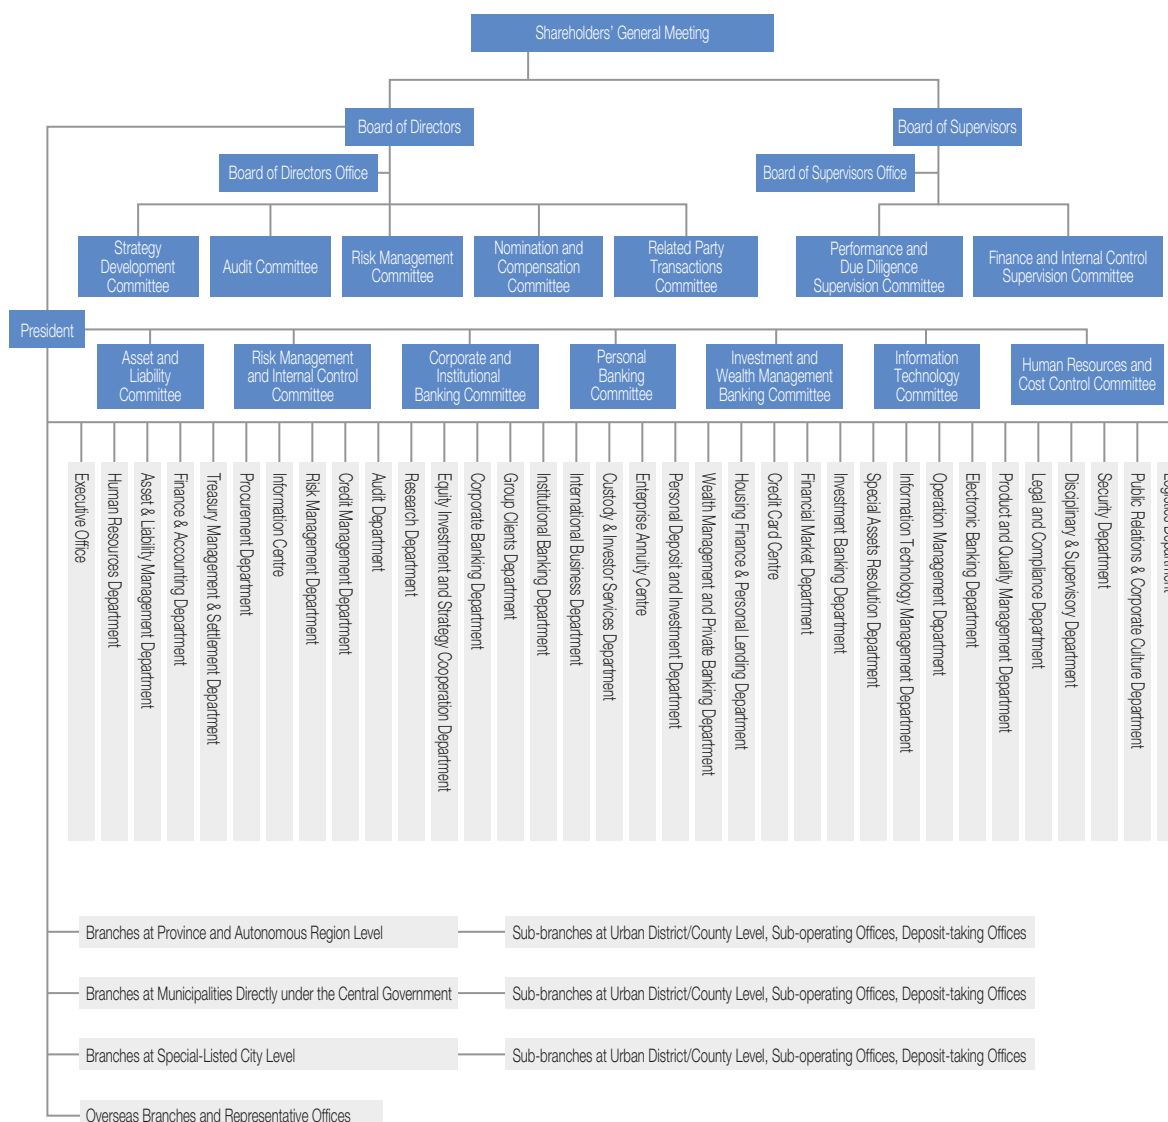 Shareholders' General Meeting
Board of Directors
Board of Supervisors
Board of Directors Office
Board of Supervisors Office
Strategy
Development
Committee
Audit Committee
Risk Management
Committee
Nomination and
Compensation
Committee
Related Party
Transactions
Committee
Performance and
Due Diligence
Supervision Committee
Finance and Internal Control
Supervision Committee
President
Asset and
Liability
Committee
Risk Management
and Internal Control
Committee
Corporate and
Institutional
Banking Committee
Personal
Banking
Committee
Investment and
Wealth Management
Banking Committee
Information
Technology
Committee
Human Resources and
Cost Control Committee
Executive Office
Human Resources Department
Asset & Liability Management Department
Finance & Accounting Department
Treasury Management & Settlement Department
Procurement Department
Information Centre
Risk Management Department
Credit Management Department
Audit Department
Research Department
Equity Investment and Strategy Cooperation Department
Corporate Banking Department
Group Clients Department
Institutional Banking Department
International Business Department
Custody & Investor Services Department
Enterprise Annuity Centre
Personal Deposit and Investment Department
Wealth Management and Private Banking Department
Housing Finance & Personal Lending Department
Credit Card Centre
Financial Market Department
Investment Banking Department
Special Assets Resolution Department
Information Technology Management Department
Operation Management Department
Electronic Banking Department
Product and Quality Management Department
Legal and Compliance Department
Disciplinary & Supervisory Department
Security Department
Public Relations & Corporate Culture Department
Branches at Province and Autonomous Region Level
Sub-branches at Urban District/County Level, Sub-operating Offices, Deposit-taking Offices
Branches at Municipalities Directly under the Central Government
Sub-branches at Urban District/County Level, Sub-operating Offices, Deposit-taking Offices
Branches at Special-Listed City Level
Sub-branches at Urban District/County Level, Sub-operating Offices, Deposit-taking Offices
Overseas Branches and Representative Offices